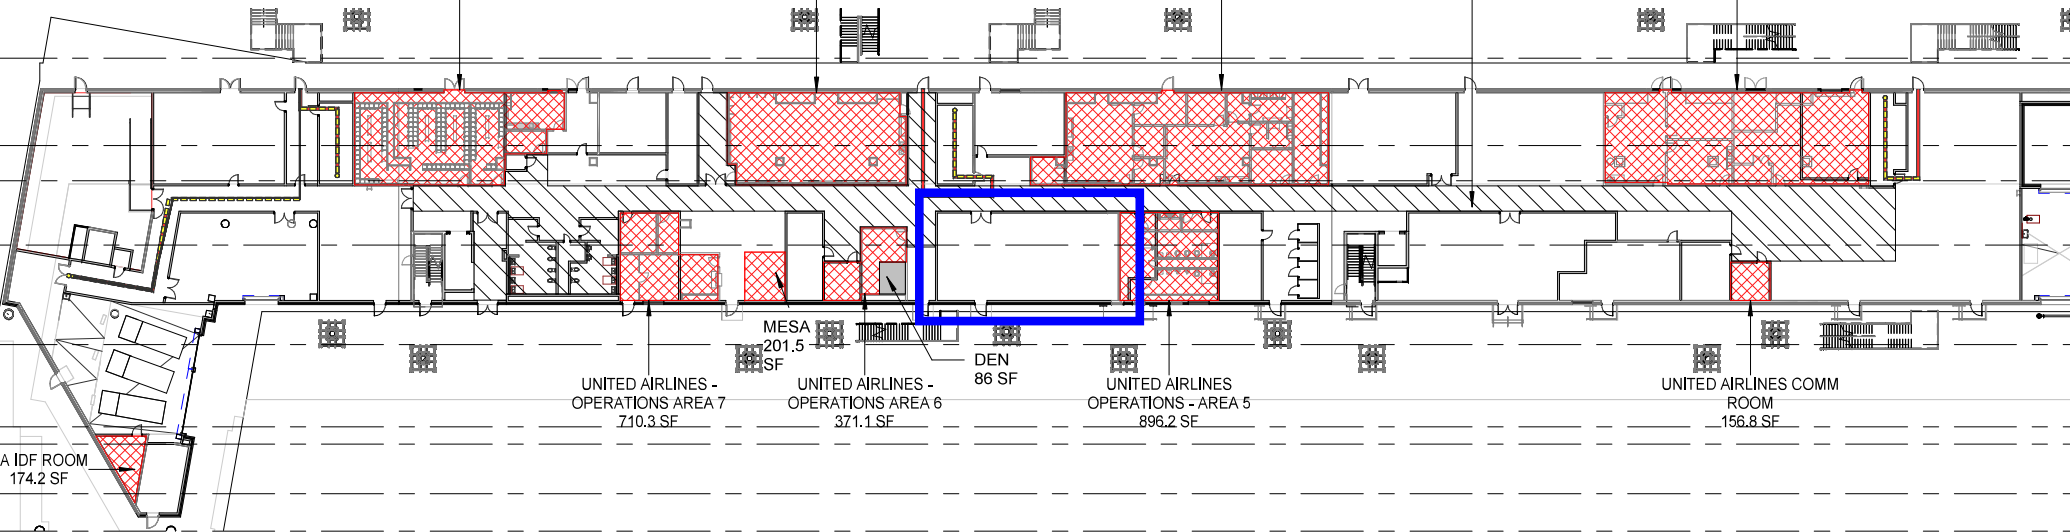 MESA
201.5
SF
DEN
86 SF
UNITED AIRLINES -
OPERATIONS AREA 7
710.3 SF
UNITED AIRLINES -
OPERATIONS AREA 6
371.1 SF
UNITED AIRLINES
OPERATIONS - AREA 5
896.2 SF
UNITED AIRLINES COMM
ROOM
156.8 SF
A IDF ROOM
174.2 SF